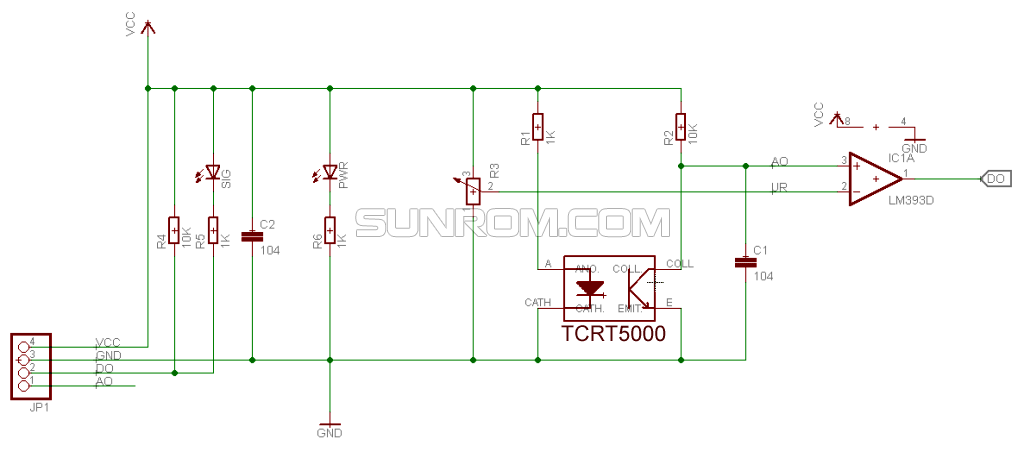 VCC
SUNROM.COM
R4
10K
SIG
R5
1K
C2
104
PWR
R6
1K
3
2
1
R3
R1
1K
R2
10K
AO
UR
VCC
8
4
GND
IC1A
3
2
1
LM393D
DO
C1
104
A
ANO.
COLL.
COLL
CATH
CATH.
EMIT.
E
TCRT5000
4
VCC
3
GND
2
DO
1
AO
JP1
GND